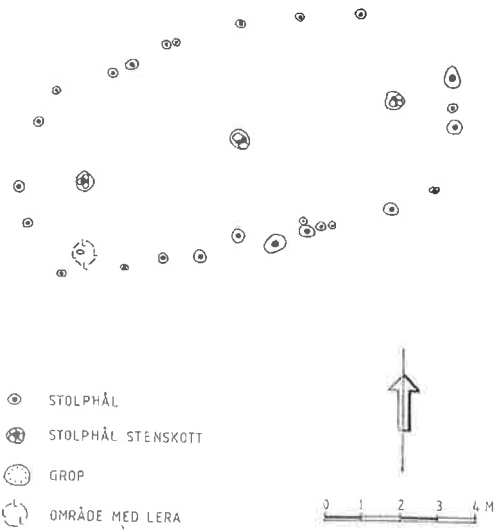 STOLPHÅL
STOLPHÅL STENSKOTT
GROP
OMRÅDE MED LERA
0 1 2 3 4 M